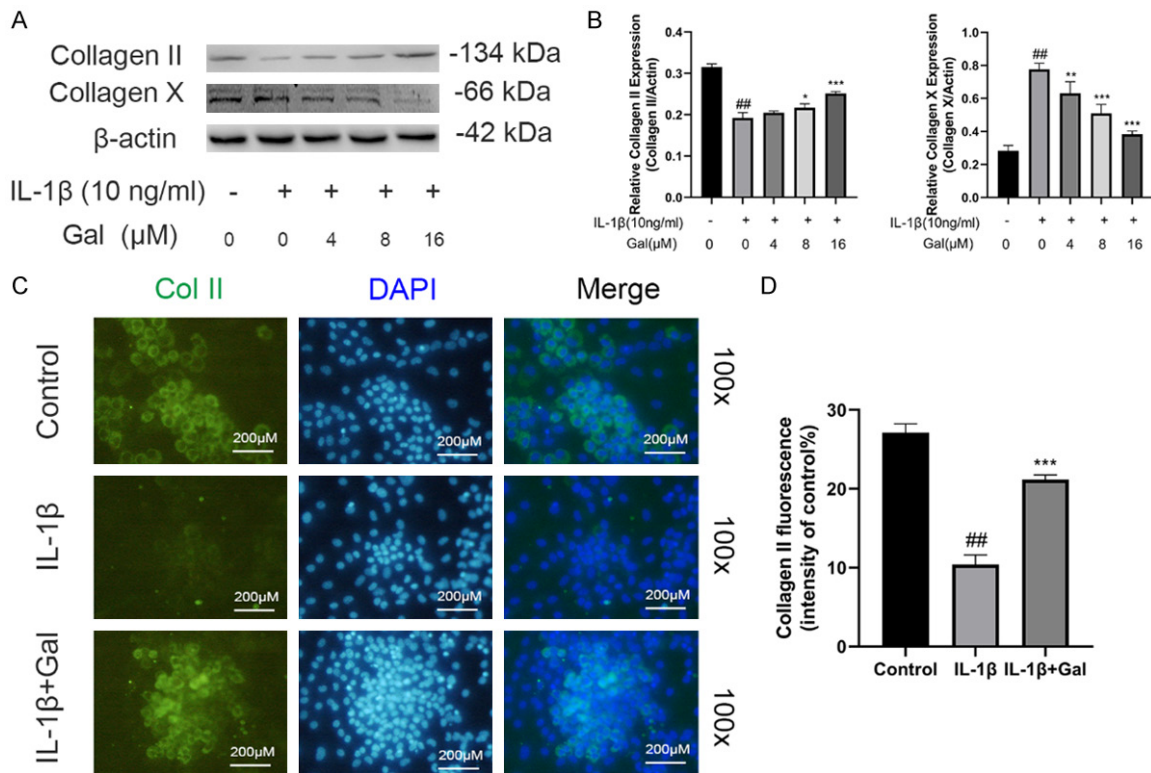 A
Collagen II
-134 kDa
Collagen X
-66 kDa
β-actin
-42 kDa
IL-1β (10 ng/ml) - + + + +
Gal (μM) 0 0 4 8 16
B
Relative Collagen II Expression
(Collagen II/Actin)
0.4
0.3
0.2
0.1
0.0
##
*
***
IL-1β(10ng/ml) - + + + +
Gal(μM) 0 0 4 8 16
Relative Collagen X Expression
(Collagen X/Actin)
1.0
0.8
0.6
0.4
0.2
0.0
##
**
***
***
IL-1β(10ng/ml) - + + + +
Gal(μM) 0 0 4 8 16
C
Col II DAPI Merge
Control
200μM 200μM 200μM
100x
IL-1β
200μM 200μM 200μM
100x
IL-1β+Gal
200μM 200μM 200μM
100x
D
Collagen II fluorescence
(intensity of control%)
30
20
10
0
##
***
Control IL-1β IL-1β+Gal